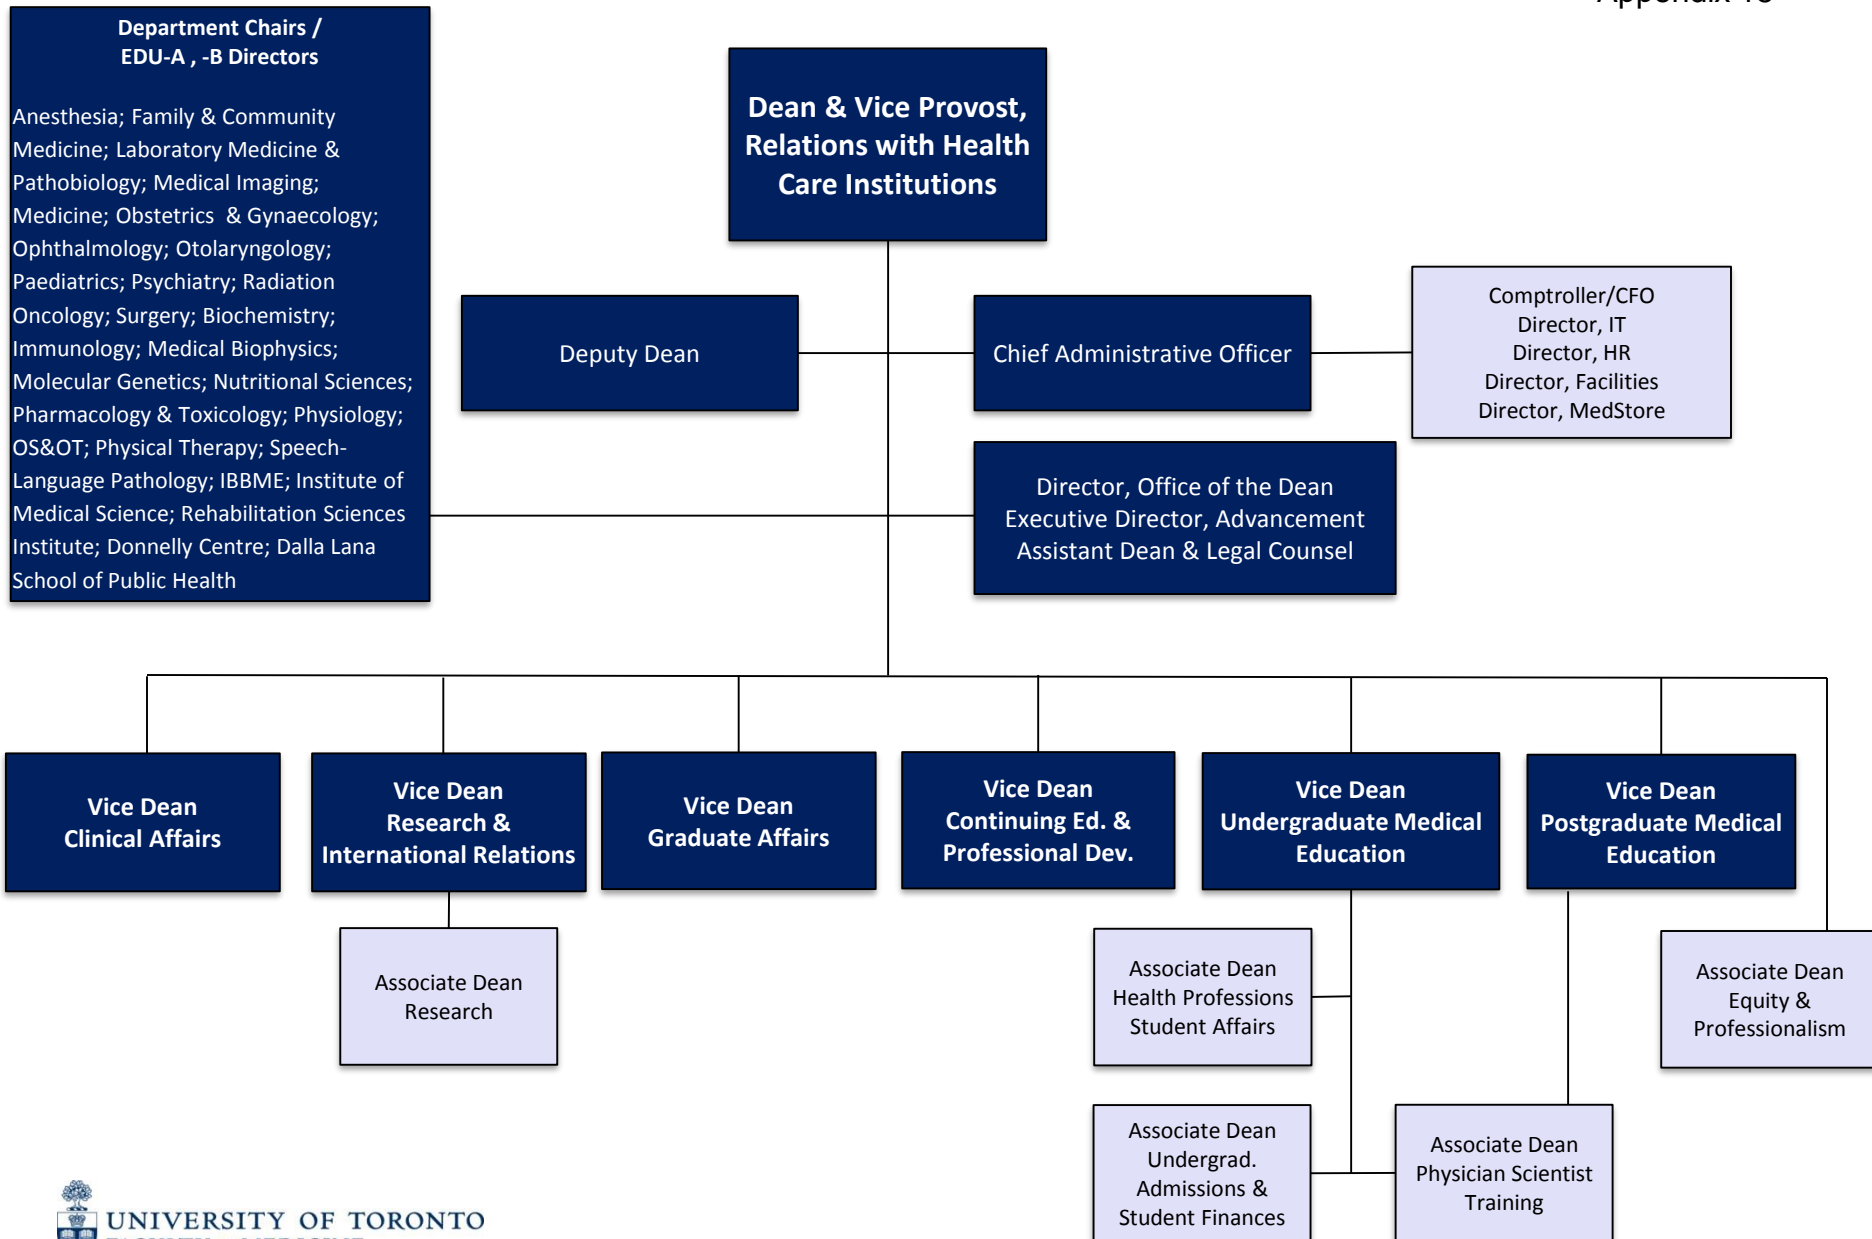 Department Chairs /
EDU-A , -B Directors
Anesthesia; Family & Community
Medicine; Laboratory Medicine &
Pathobiology; Medical Imaging;
Medicine; Obstetrics & Gynaecology;
Ophthalmology; Otolaryngology;
Paediatrics; Psychiatry; Radiation
Oncology; Surgery; Biochemistry;
Immunology; Medical Biophysics;
Molecular Genetics; Nutritional Sciences;
Pharmacology & Toxicology; Physiology;
OS&OT; Physical Therapy; Speech-
Language Pathology; IBBME; Institute of
Medical Science; Rehabilitation Sciences
Institute; Donnelly Centre; Dalla Lana
School of Public Health
Appendix
Dean & Vice Provost,
Relations with Health
Care Institutions
Deputy Dean
Chief Administrative Officer
Comptroller/CFO
Director, IT
Director, HR
Director, Facilities
Director, MedStore
Director, Office of the Dean
Executive Director, Advancement
Assistant Dean & Legal Counsel
Vice Dean
Clinical Affairs
Vice Dean
Research &
International Relations
Vice Dean
Graduate Affairs
Vice Dean
Continuing Ed. &
Professional Dev.
Vice Dean
Undergraduate Medical
Education
Vice Dean
Postgraduate Medical
Education
Associate Dean
Research
Associate Dean
Health Professions
Student Affairs
Associate Dean
Equity &
Professionalism
Associate Dean
Undergrad.
Admissions &
Student Finances
Associate Dean
Physician Scientist
Training
UNIVERSITY OF TORONTO